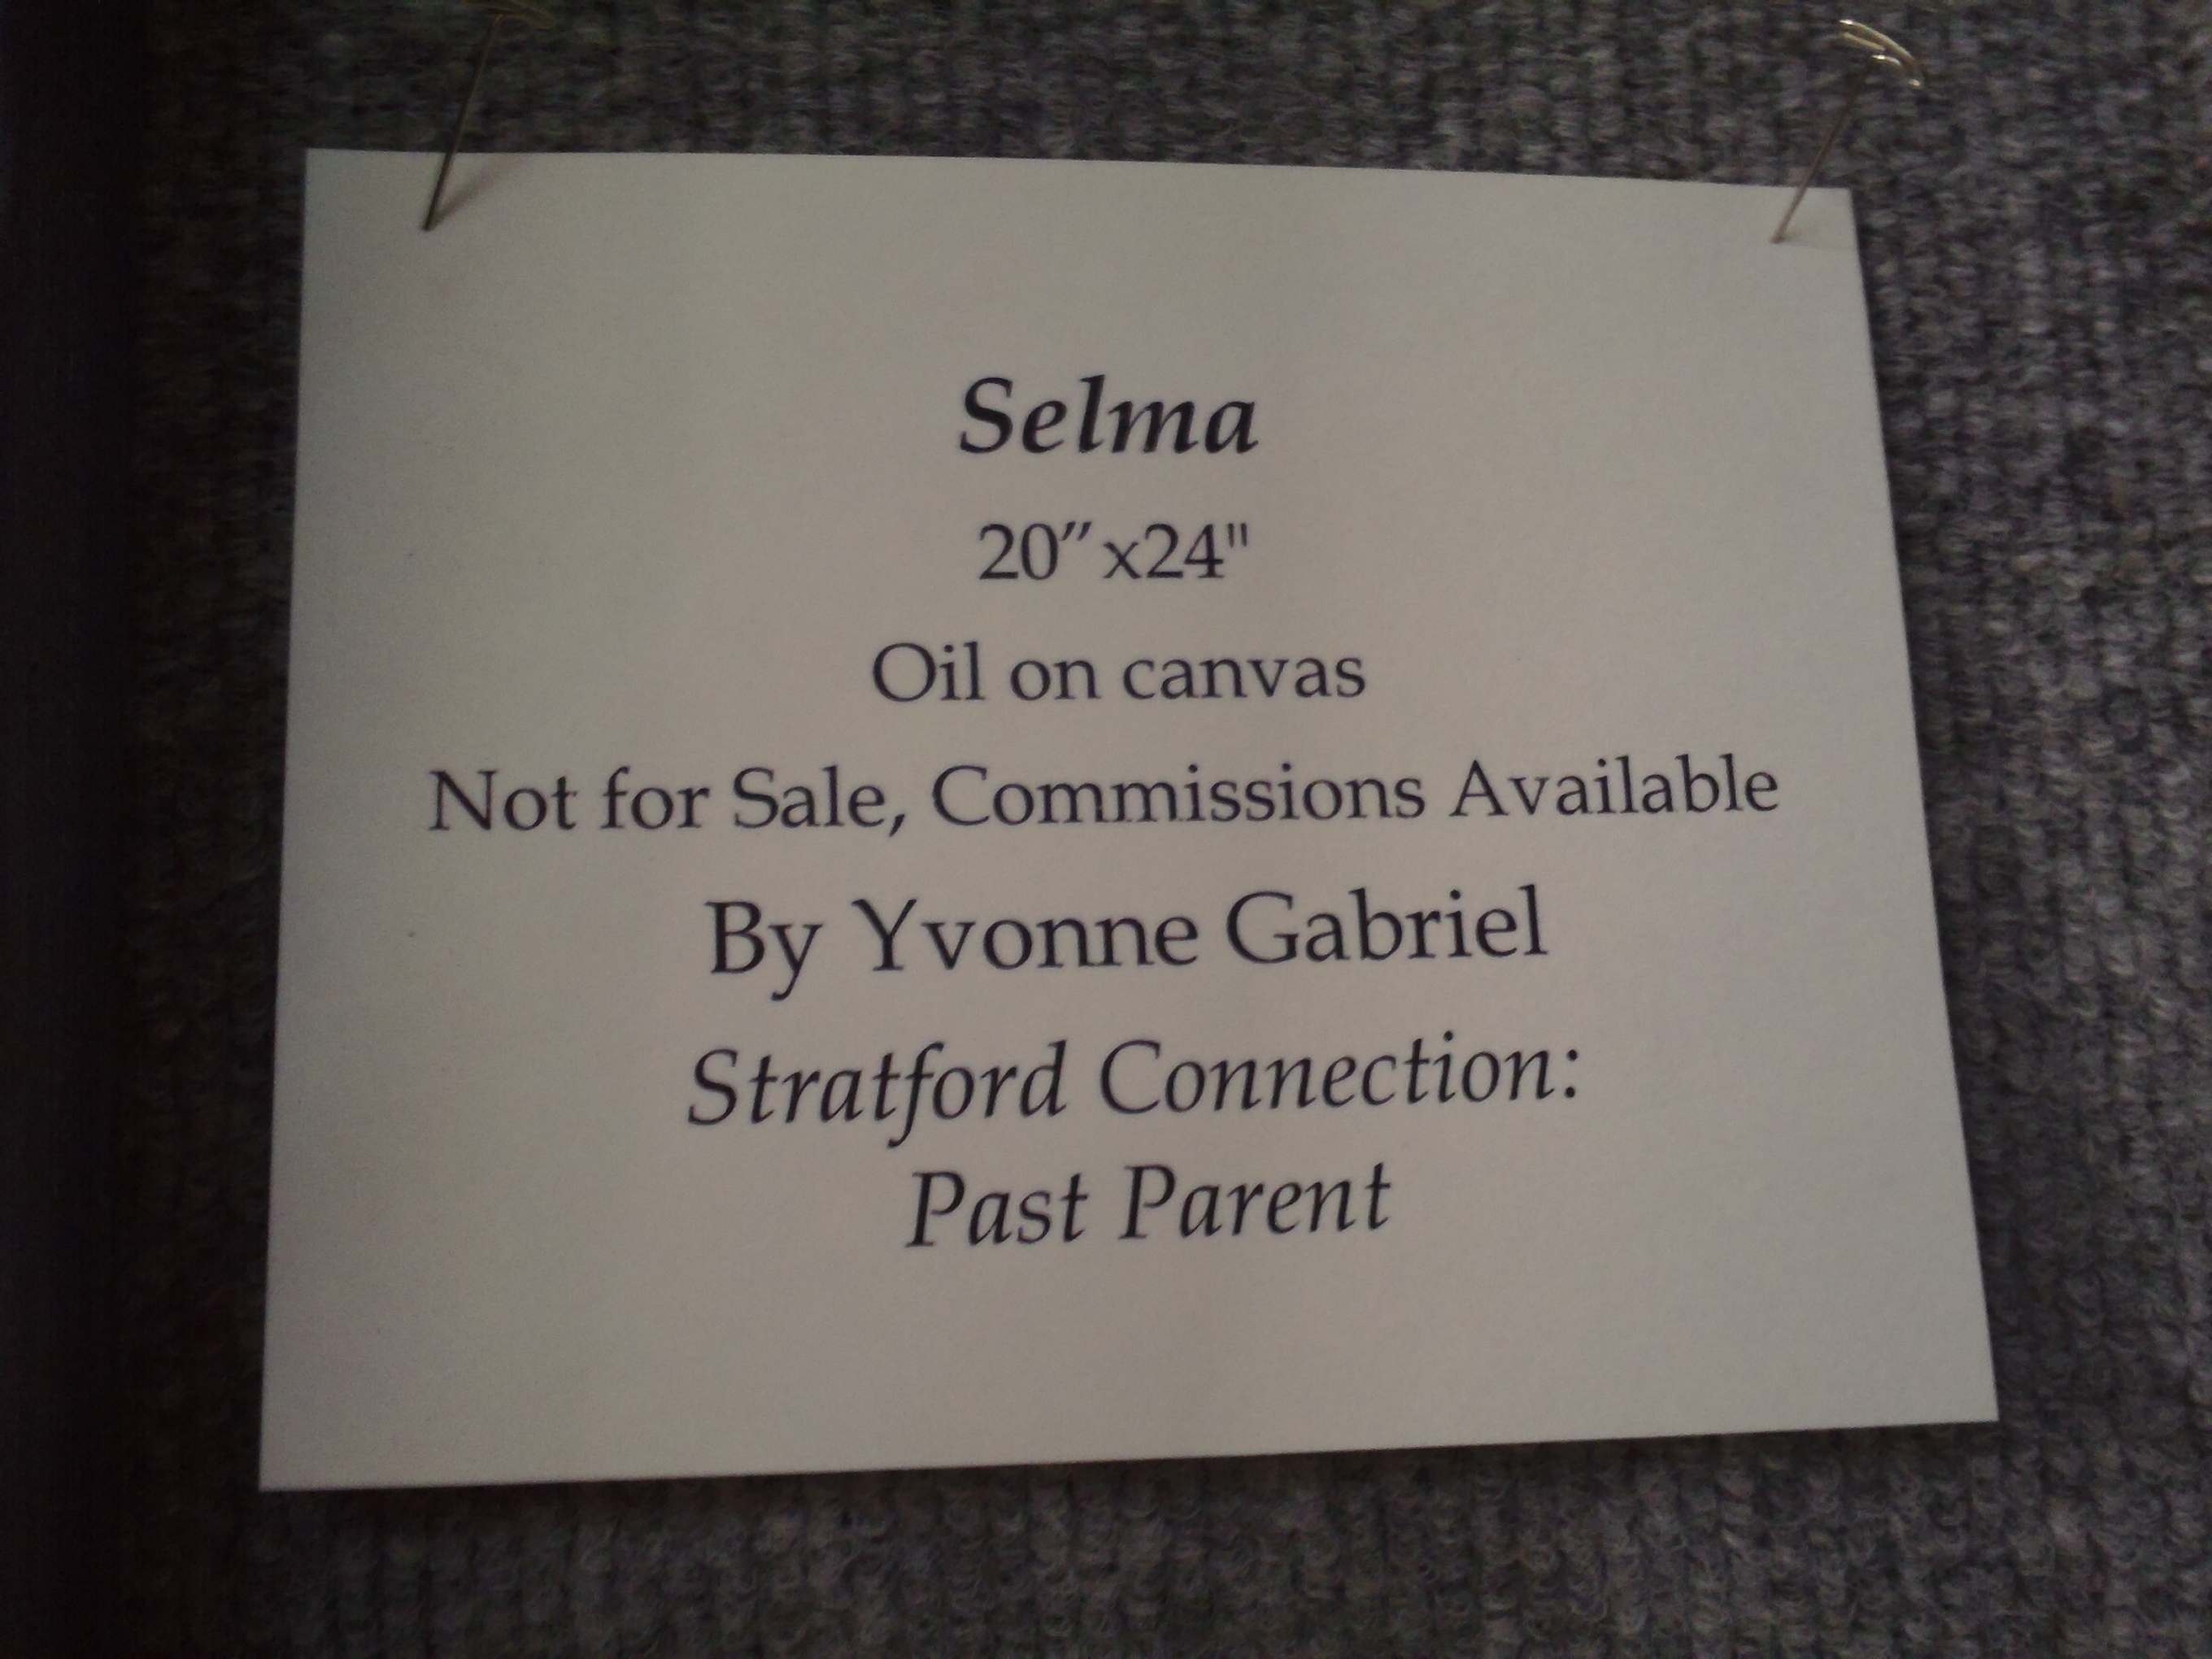 Selma
20”x24"
Oil on canvas
Not for Sale, Commissions Available
By Yvonne Gabriel
Stratford Connection:
Past Parent